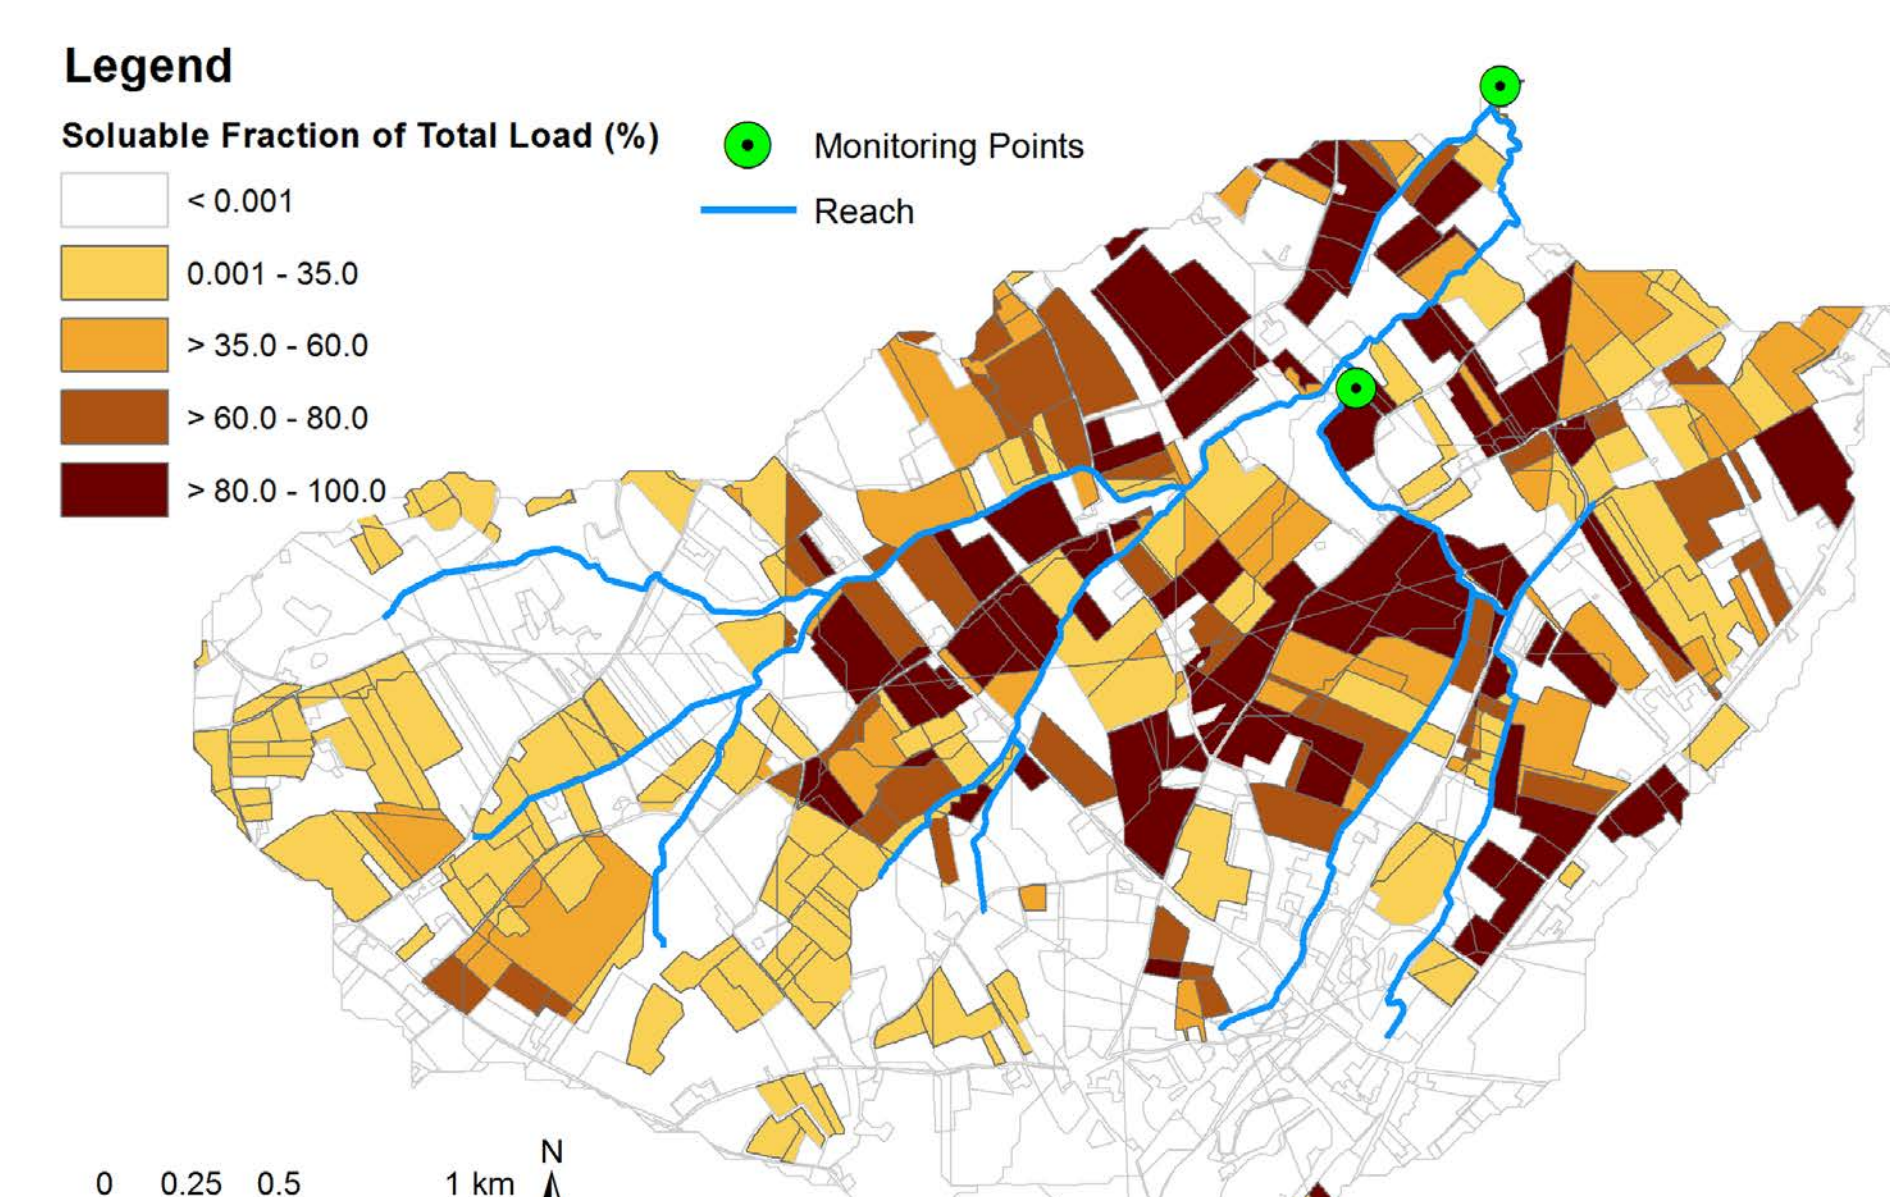 Legend
Soluable Fraction of Total Load (%)
< 0.001
0.001 - 35.0
> 35.0 - 60.0
> 60.0 - 80.0
> 80.0 - 100.0
Monitoring Points
Reach
N
0 0.25 0.5 1 km